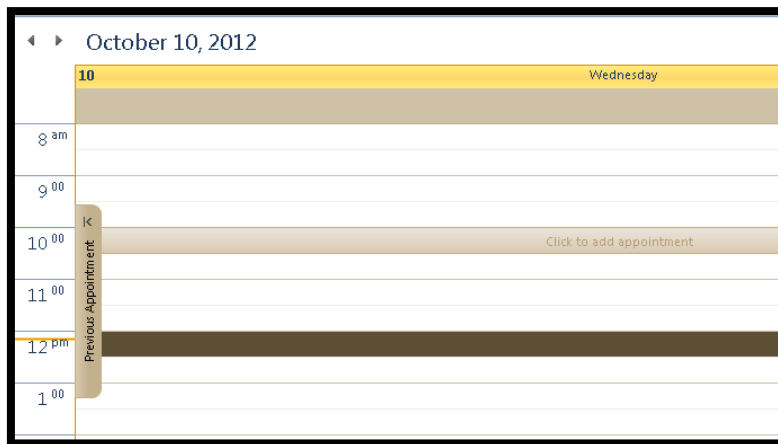 October 10, 2012
10 Wednesday
8 am
9 00
10 00 Click to add appointment
11 00
12 pm
1 00
Previous Appointment